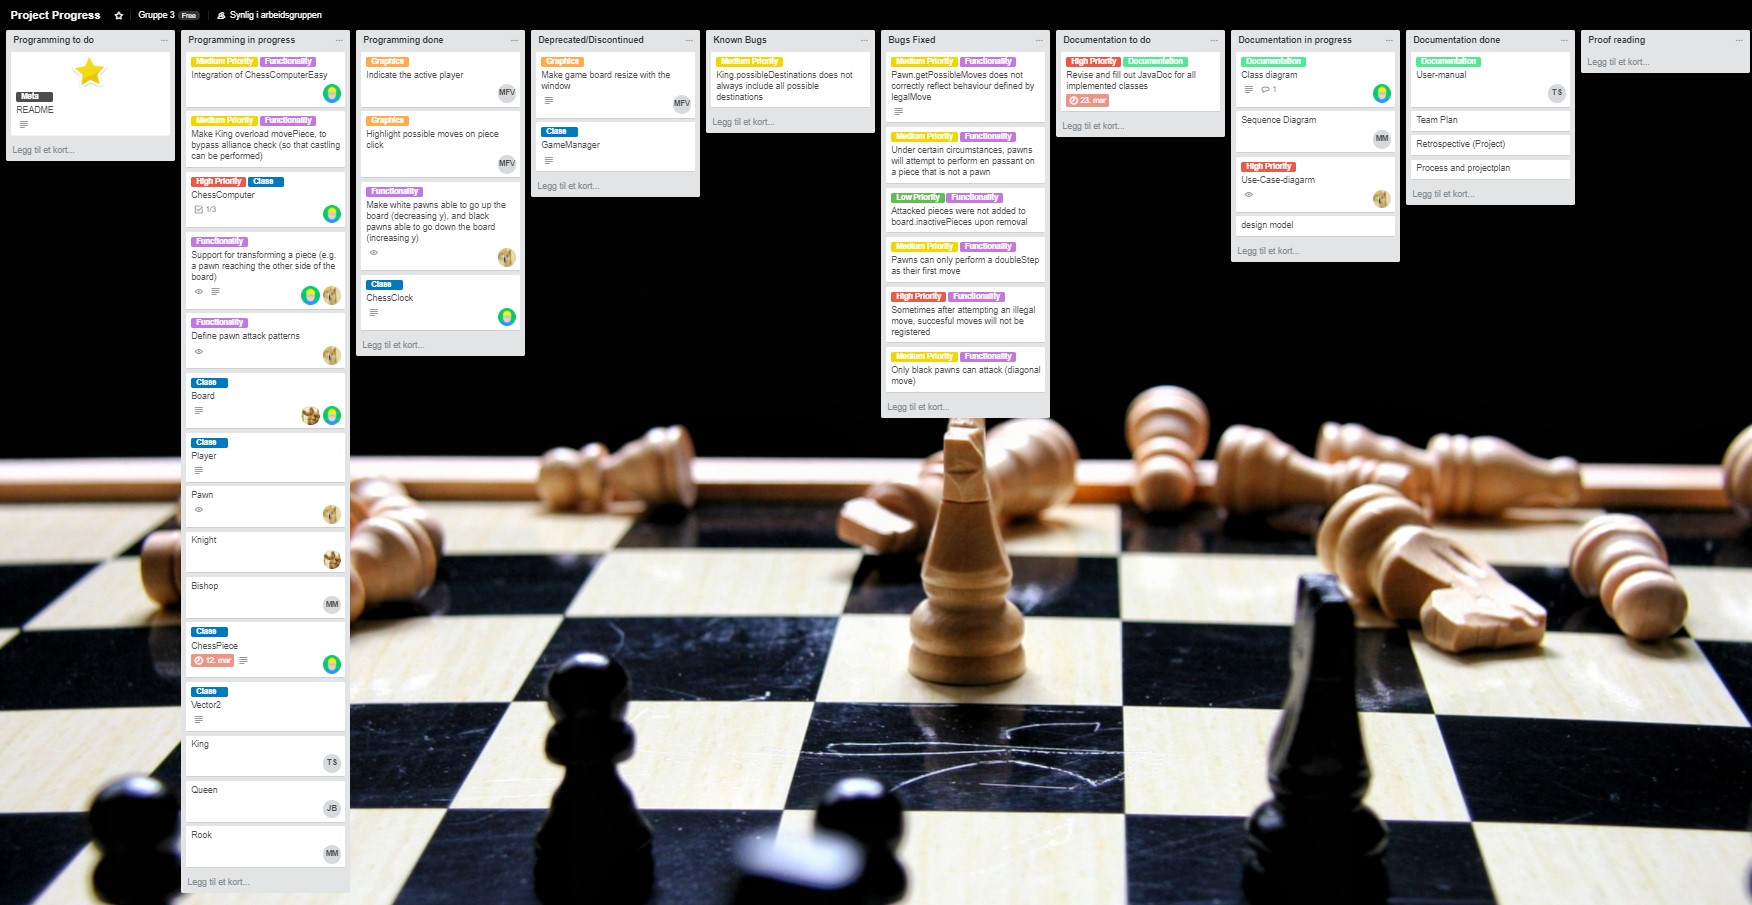 Project Progress
Gruppe 3 Free
Synlig i arbeidsgruppen
Programming to do
Meta
README
Legg til et kort...
Programming in progress
Medium Priority Functionality
Integration of ChessComputerEasy
Medium Priority Functionality
Make King overload movePiece, to
bypass alliance check (so that castling
can be performed)
High Priority Class
ChessComputer
1/3
Functionality
Support for transforming a piece (e.g.
a pawn reaching the other side of the
board)
Functionality
Define pawn attack patterns
Class
Board
Class
Player
Pawn
Knight
Bishop
MM
Class
ChessPiece
12. mar
Class
Vector2
King
TS
Queen
JB
Rook
MM
Legg til et kort...
Programming done
Graphics
Indicate the active player
MFV
Graphics
Highlight possible moves on piece
click
MFV
Functionality
Make white pawns able to go up the
board (decreasing y), and black
pawns able to go down the board
(increasing y)
Class
ChessClock
Legg til et kort...
Deprecated/Discontinued
Graphics
Make game board resize with the
window
MFV
Class
GameManager
Legg til et kort...
Known Bugs
Medium Priority
King.possibleDestinations does not
always include all possible
destinations
Legg til et kort...
Bugs Fixed
Medium Priority Functionality
Pawn.getPossibleMoves does not
correctly reflect behaviour defined by
legalMove
Medium Priority Functionality
Under certain circumstances, pawns
will attempt to perform en passant on
a piece that is not a pawn
Low Priority Functionality
Attacked pieces were not added to
board.inactivePieces upon removal
Medium Priority Functionality
Pawns can only perform a doubleStep
as their first move
High Priority Functionality
Sometimes after attempting an illegal
move, succesful moves will not be
registered
Medium Priority Functionality
Only black pawns can attack (diagonal
move)
Legg til et kort...
Documentation to do
High Priority Documentation
Revise and fill out JavaDoc for all
implemented classes
23. mar
Legg til et kort...
Documentation in progress
Documentation
Class diagram
1
Sequence Diagram
MM
High Priority
Use-Case-diagarm
design model
Legg til et kort...
Documentation done
Documentation
User-manual
TS
Team Plan
Retrospective (Project)
Process and projectplan
Legg til et kort...
Proof reading
Legg til et kort...